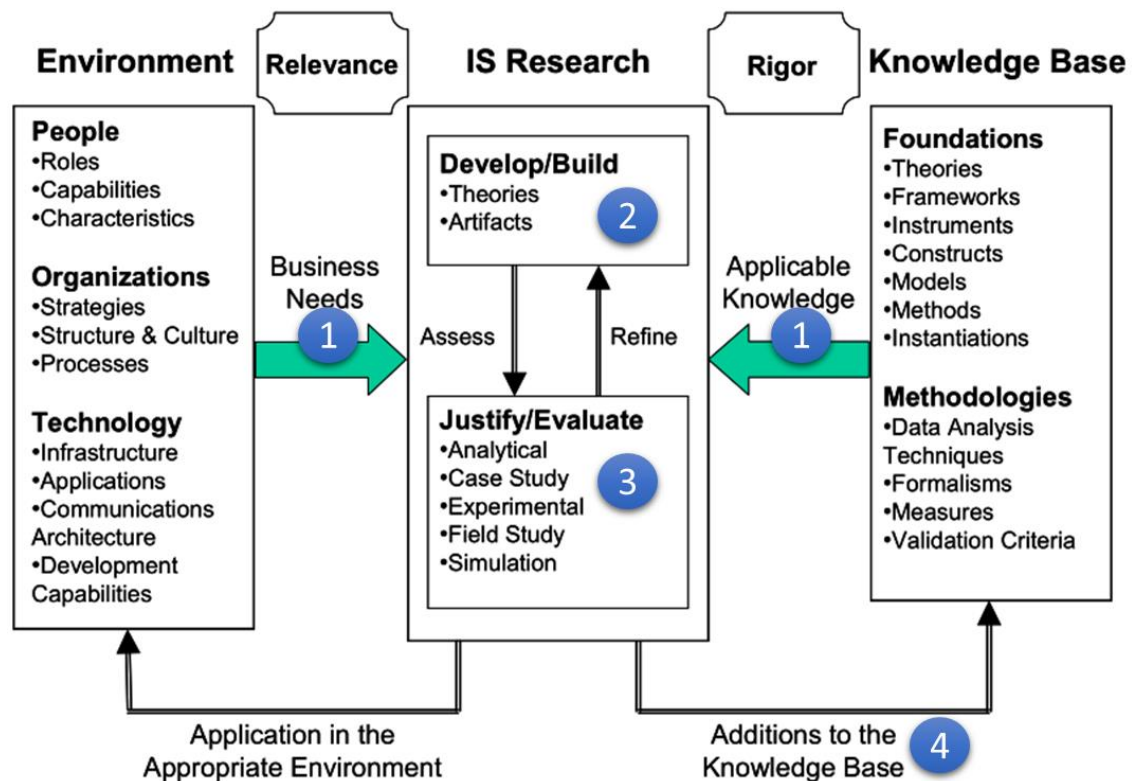 Environment
Relevance
IS Research
Rigor
Knowledge Base
People
•Roles
•Capabilities
•Characteristics
Organizations
•Strategies
•Structure & Culture
•Processes
Technology
•Infrastructure
•Applications
•Communications
Architecture
•Development
Capabilities
Business
Needs
1
Develop/Build
•Theories
•Artifacts
2
Assess
Refine
Justify/Evaluate
•Analytical
•Case Study
•Experimental
•Field Study
•Simulation
3
Applicable
Knowledge
1
Foundations
•Theories
•Frameworks
•Instruments
•Constructs
•Models
•Methods
•Instantiations
Methodologies
•Data Analysis
Techniques
•Formalisms
•Measures
•Validation Criteria
Application in the
Appropriate Environment
Additions to the
Knowledge Base
4